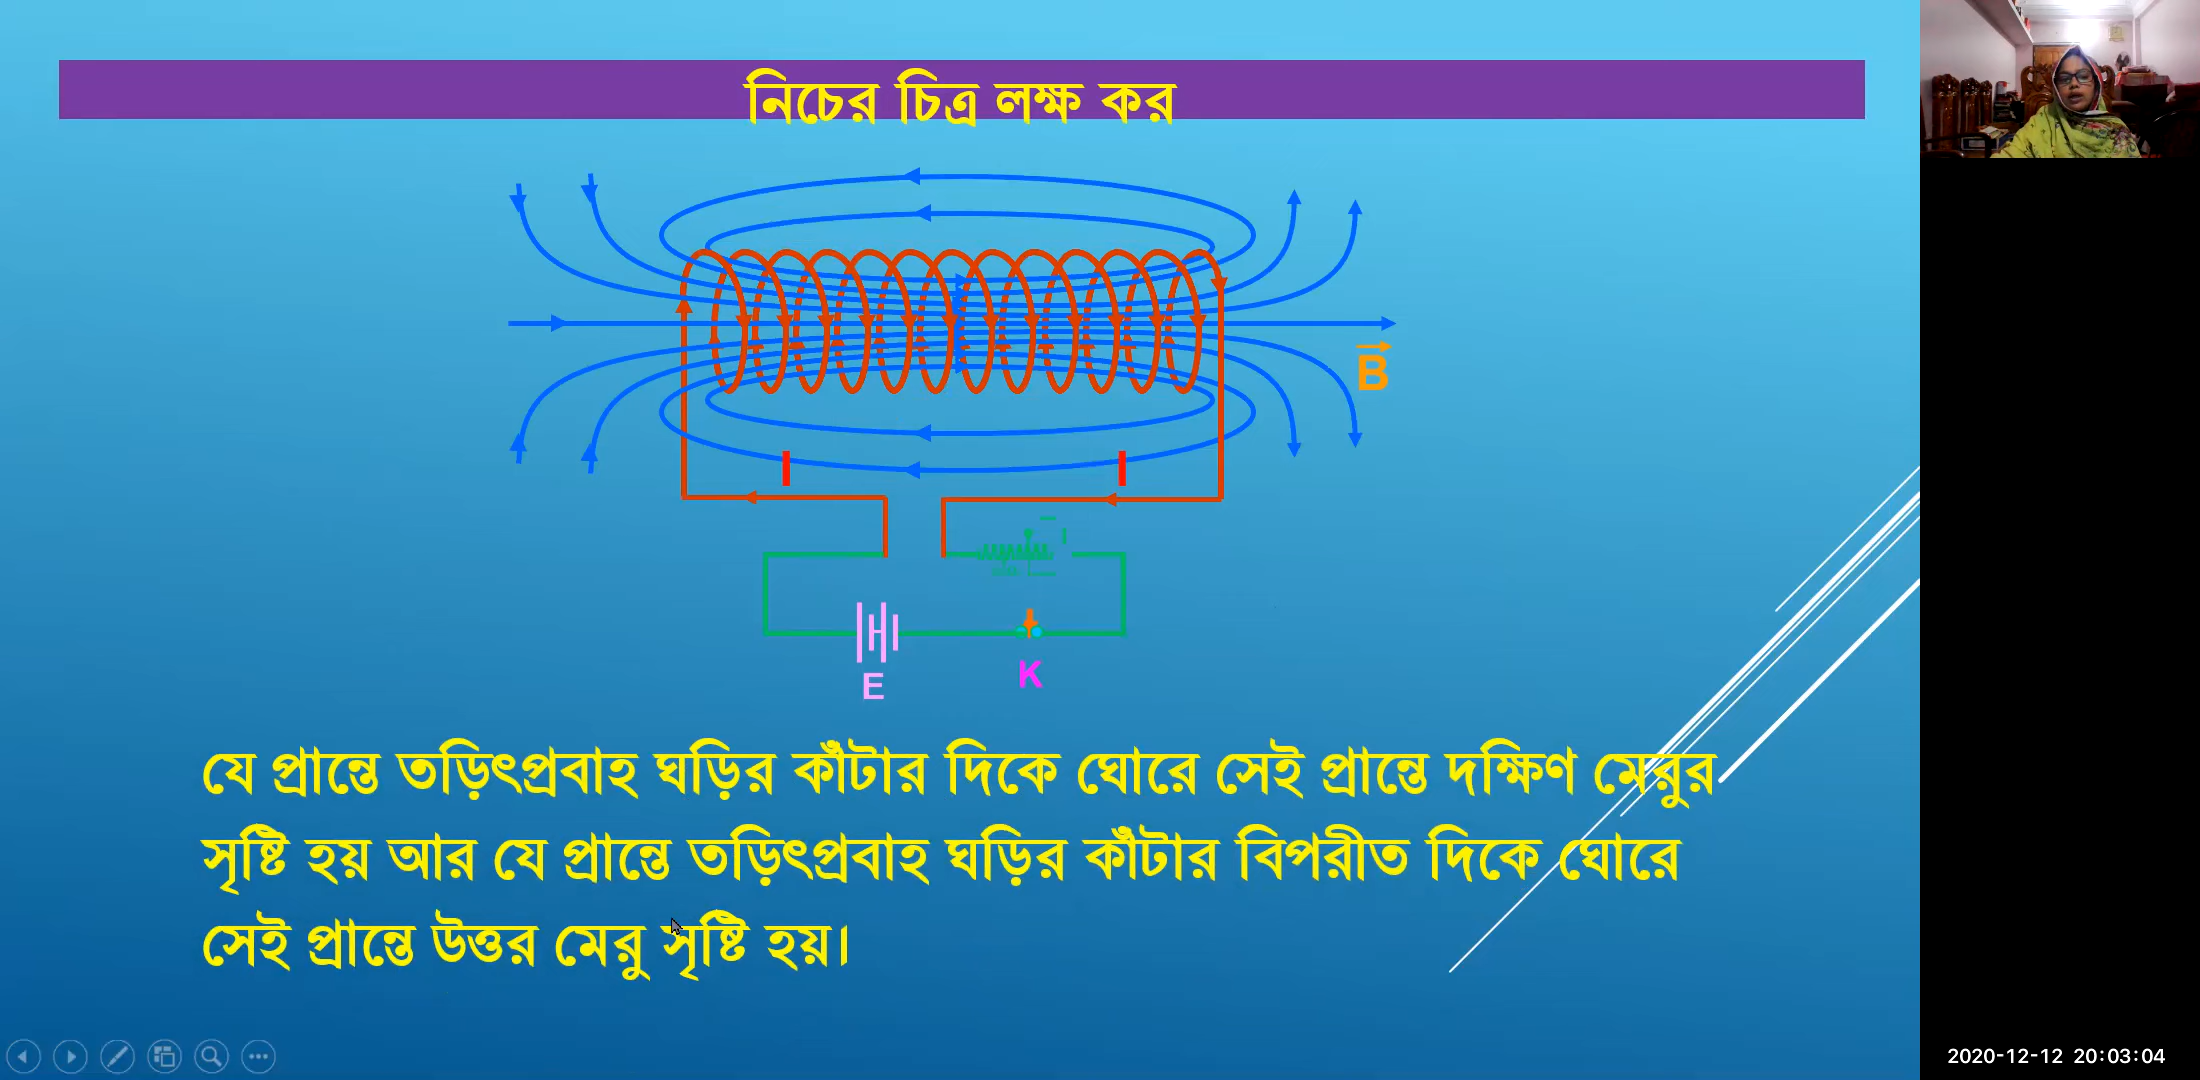 নিচের চিত্র লক্ষ কর
B
I I
E
K
যে প্রান্তে তড়িৎপ্রবাহ ঘড়ির কাঁটার দিকে ঘোরে সেই প্রান্তে দক্ষিণ মেরুর
সৃষ্টি হয় আর যে প্রান্তে তড়িৎপ্রবাহ ঘড়ির কাঁটার বিপরীত দিকে ঘোরে
সেই প্রান্তে উত্তর মেরু সৃষ্টি হয়।
2020-12-12 20:03:04